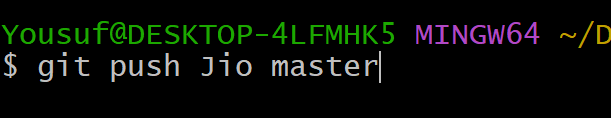 Yousuf@DESKTOP-4LFMHK5 MINGW64 ~/D
$ git push Jio master